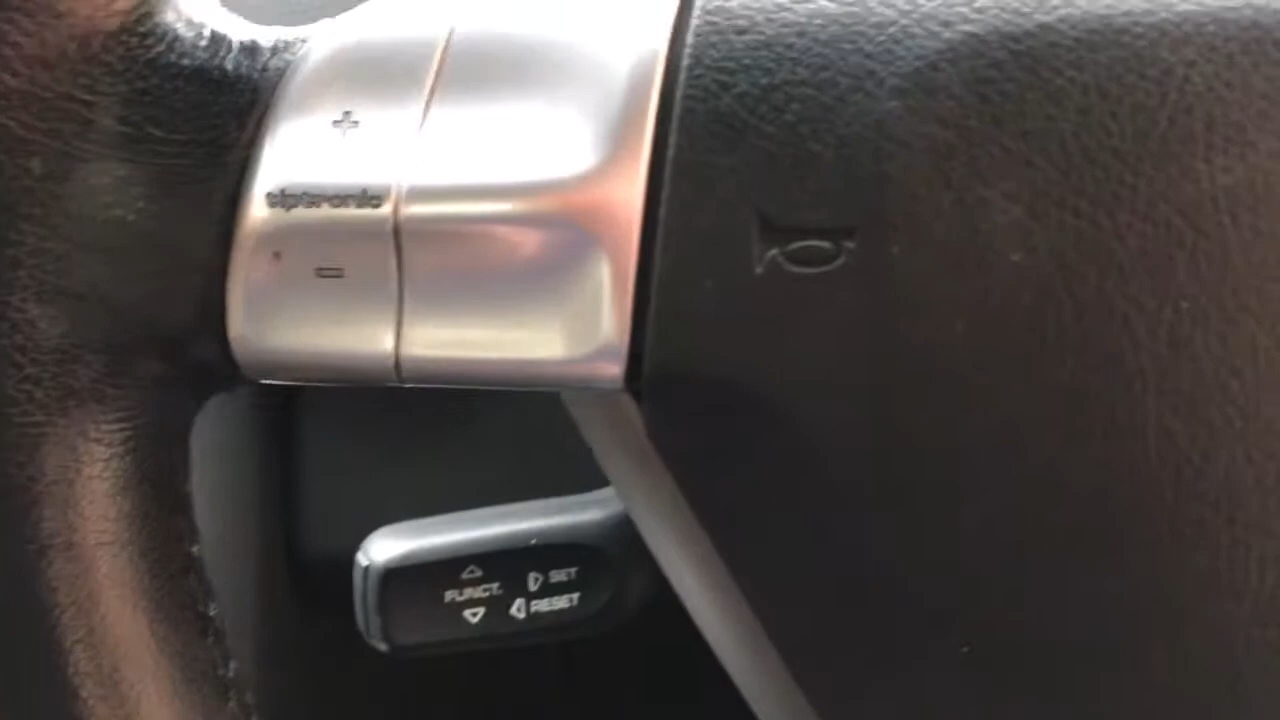 +
tiptronic
-
FUNCT.
SET
RESET